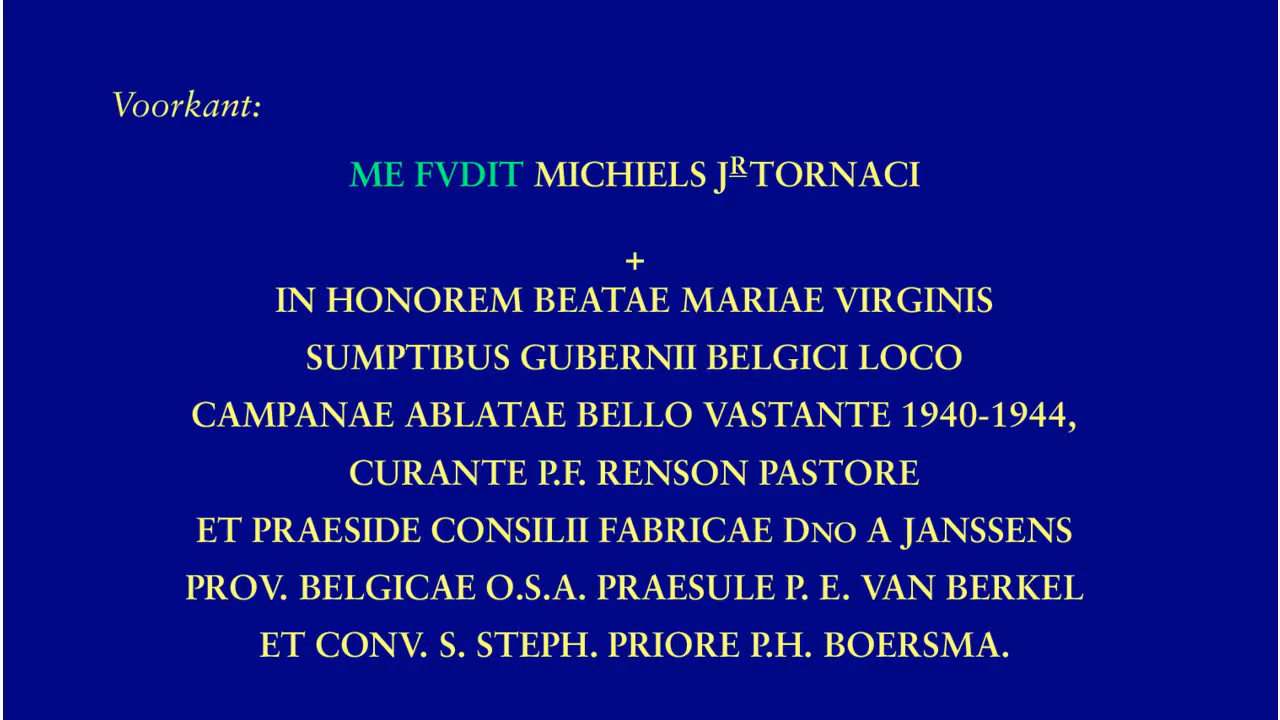 Voorkant:
ME FVDIT MICHIELS JR TORNACI
+
IN HONOREM BEATAE MARIAE VIRGINIS
SUMPTIBUS GUBERNII BELGICI LOCO
CAMPANAE ABLATAE BELLO VASTANTE 1940-1944,
CURANTE P.F. RENSON PASTORE
ET PRAESIDE CONSILII FABRICAE DNO A JANSSENS
PROV. BELGICAE O.S.A. PRAESULE P. E. VAN BERKEL
ET CONV. S. STEPH. PRIORE P.H. BOERSMA.